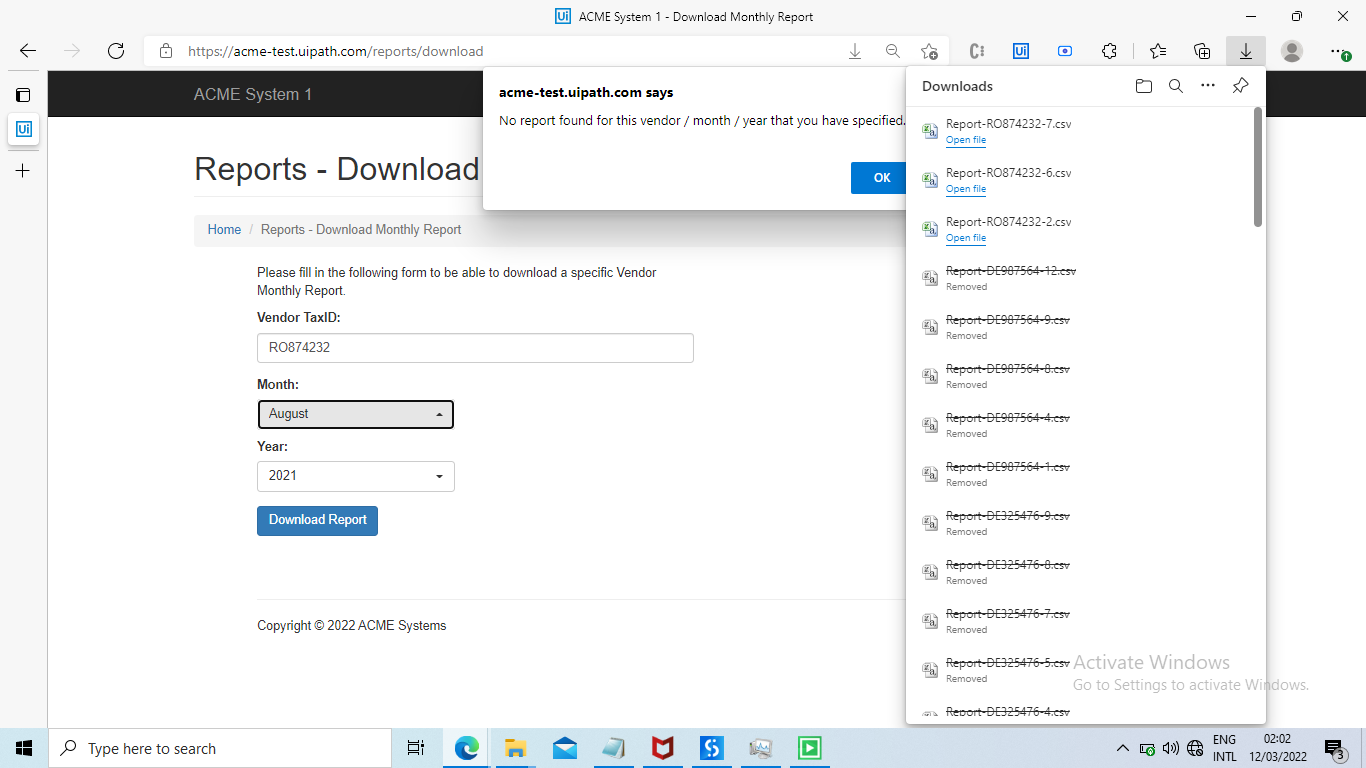 ACME System 1 - Download Monthly Report
https://acme-test.uipath.com/reports/download
ACME System 1
acme-test.uipath.com says
No report found for this vendor / month / year that you have specified.
OK
Reports - Download
Home / Reports - Download Monthly Report
Please fill in the following form to be able to download a specific Vendor
Monthly Report.
Vendor TaxID:
RO874232
Month:
August
Year:
2021
Download Report
Copyright © 2022 ACME Systems
Downloads
Report-RO874232-7.csv
Open file
Report-RO874232-6.csv
Open file
Report-RO874232-2.csv
Open file
Report-DE987564-12.csv
Removed
Report-DE987564-9.csv
Removed
Report-DE987564-8.csv
Removed
Report-DE987564-4.csv
Removed
Report-DE987564-1.csv
Removed
Report-DE325476-9.csv
Removed
Report-DE325476-8.csv
Removed
Report-DE325476-7.csv
Removed
Report-DE325476-5.csv
Removed
Report-DE325476-4.csv
Activate Windows
Go to Settings to activate Windows.
Type here to search
ENG
INTL
02:02
12/03/2022
3